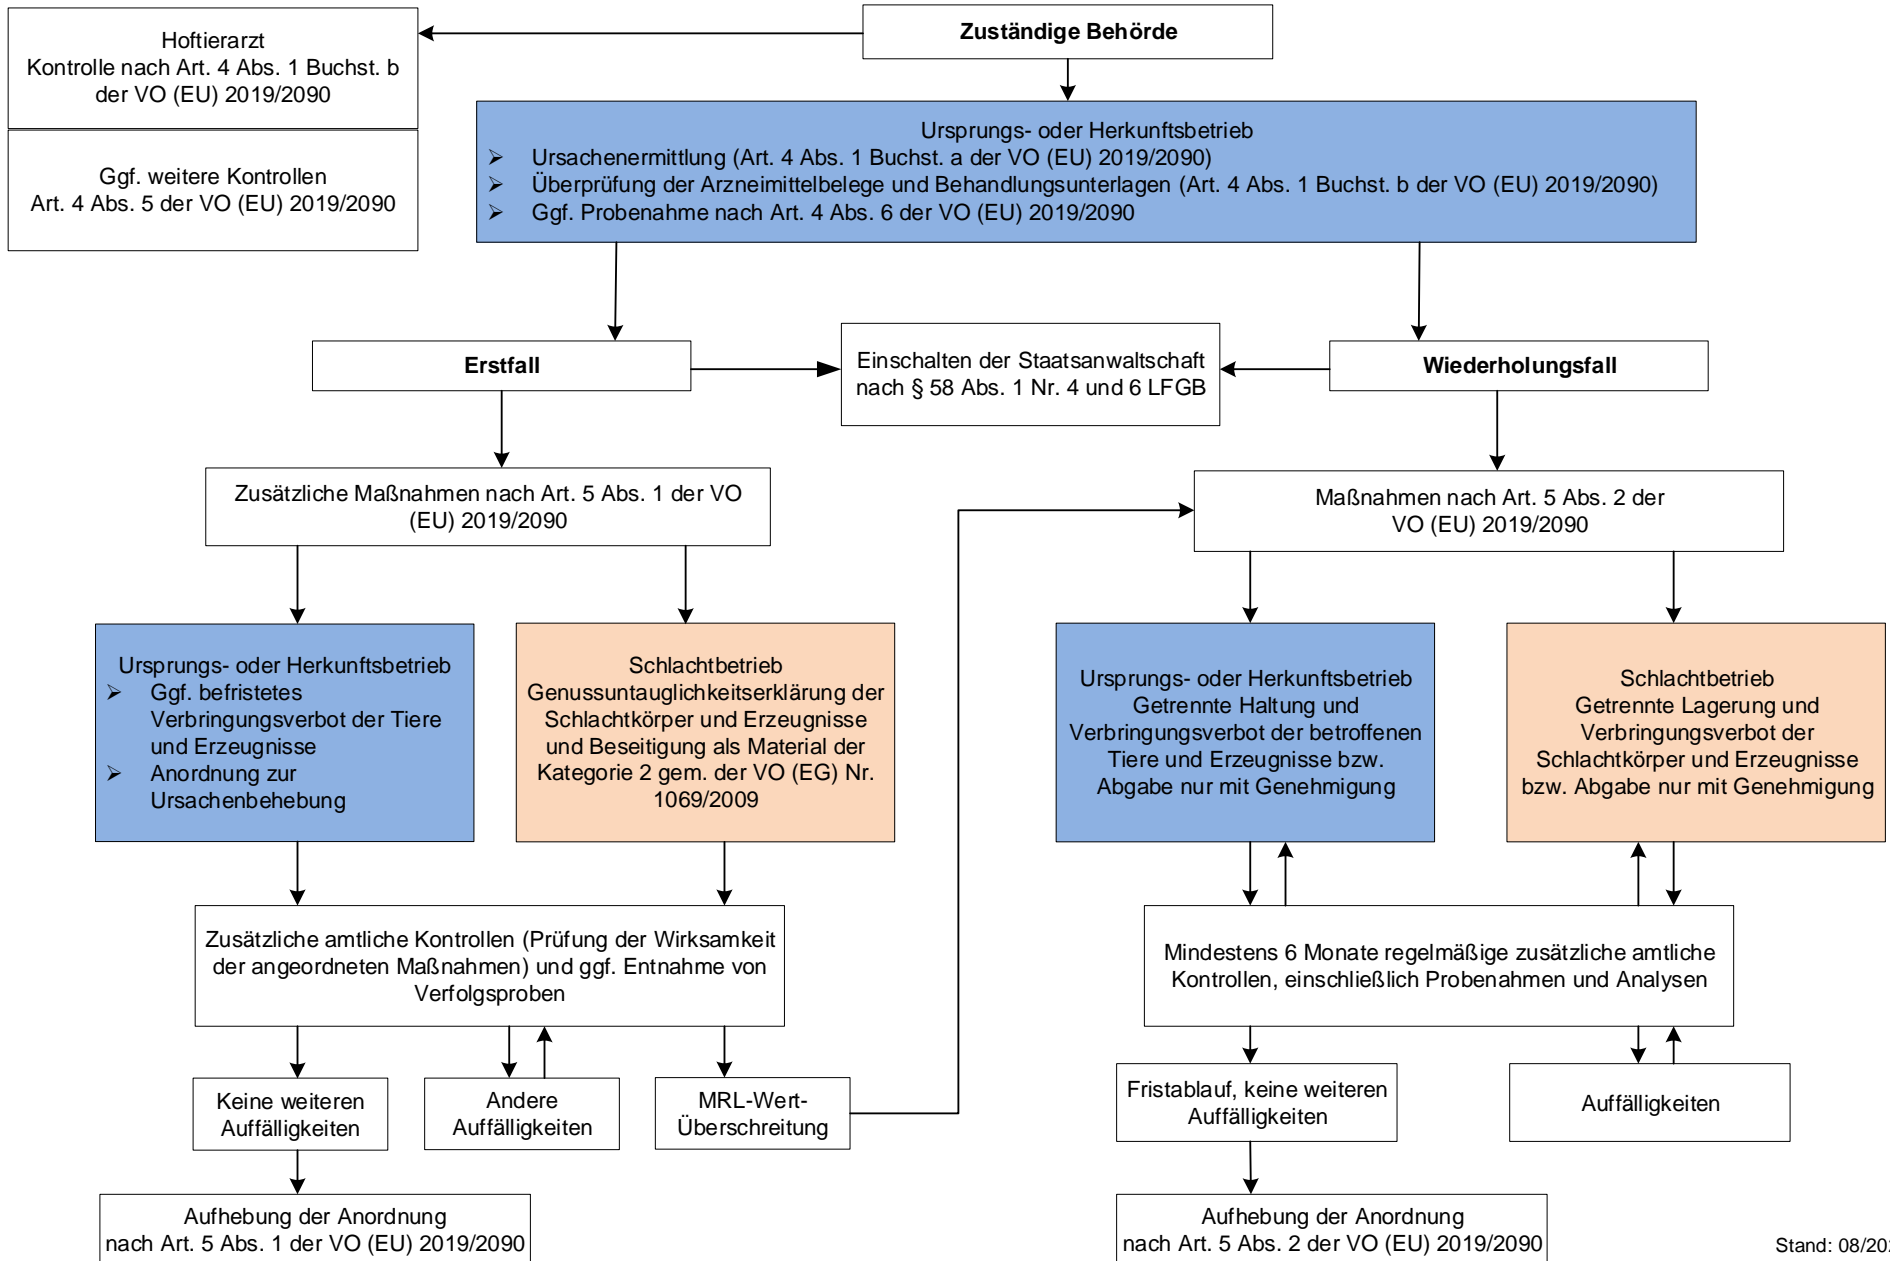 Hoftierarzt
Kontrolle nach Art. 4 Abs. 1 Buchst. b
der VO (EU) 2019/2090
Ggf. weitere Kontrollen
Art. 4 Abs. 5 der VO (EU) 2019/2090
Zuständige Behörde
Ursprungs- oder Herkunftsbetrieb
➢ Ursachenermittlung (Art. 4 Abs. 1 Buchst. a der VO (EU) 2019/2090)
➢ Überprüfung der Arzneimittelbelege und Behandlungsunterlagen (Art. 4 Abs. 1 Buchst. b der VO (EU) 2019/2090)
➢ Ggf. Probenahme nach Art. 4 Abs. 6 der VO (EU) 2019/2090
Erstfall
Einschalten der Staatsanwaltschaft
nach § 58 Abs. 1 Nr. 4 und 6 LFGB
Wiederholungsfall
Zusätzliche Maßnahmen nach Art. 5 Abs. 1 der VO
(EU) 2019/2090
Maßnahmen nach Art. 5 Abs. 2 der
VO (EU) 2019/2090
Ursprungs- oder Herkunftsbetrieb
➢ Ggf. befristetes
Verbringungsverbot der Tiere
und Erzeugnisse
➢ Anordnung zur
Ursachenbehebung
Schlachtbetrieb
Genussuntauglichkeitserklärung der
Schlachtkörper und Erzeugnisse
und Beseitigung als Material der
Kategorie 2 gem. der VO (EG) Nr.
1069/2009
Ursprungs- oder Herkunftsbetrieb
Getrennte Haltung und
Verbringungsverbot der betroffenen
Tiere und Erzeugnisse bzw.
Abgabe nur mit Genehmigung
Schlachtbetrieb
Getrennte Lagerung und
Verbringungsverbot der
Schlachtkörper und Erzeugnisse
bzw. Abgabe nur mit Genehmigung
Zusätzliche amtliche Kontrollen (Prüfung der Wirksamkeit
der angeordneten Maßnahmen) und ggf. Entnahme von
Verfolgsproben
Mindestens 6 Monate regelmäßige zusätzliche amtliche
Kontrollen, einschließlich Probenahmen und Analysen
Keine weiteren
Auffälligkeiten
Andere
Auffälligkeiten
MRL-Wert-
Überschreitung
Fristablauf, keine weiteren
Auffälligkeiten
Auffälligkeiten
Aufhebung der Anordnung
nach Art. 5 Abs. 1 der VO (EU) 2019/2090
Aufhebung der Anordnung
nach Art. 5 Abs. 2 der VO (EU) 2019/2090
Stand: